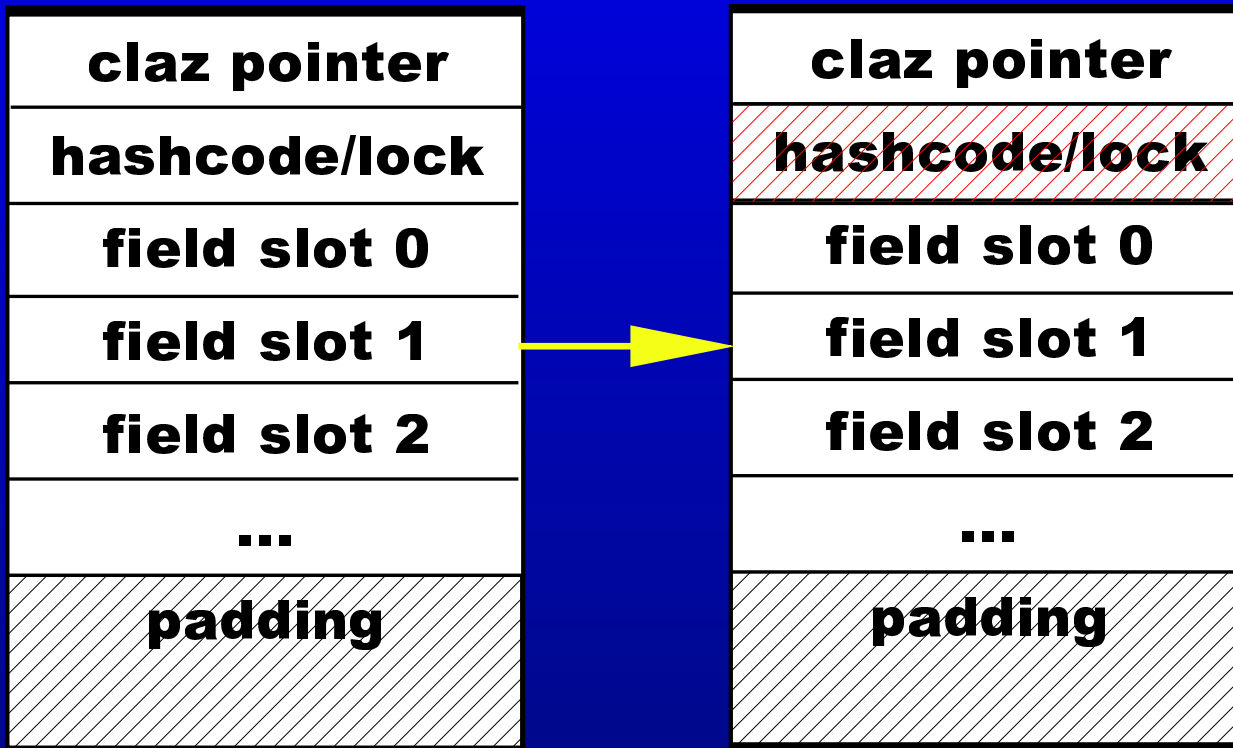 claz pointer
hashcode/lock
field slot 0
field slot 1
field slot 2
...
padding
claz pointer
hashcode/lock
field slot 0
field slot 1
field slot 2
...
padding